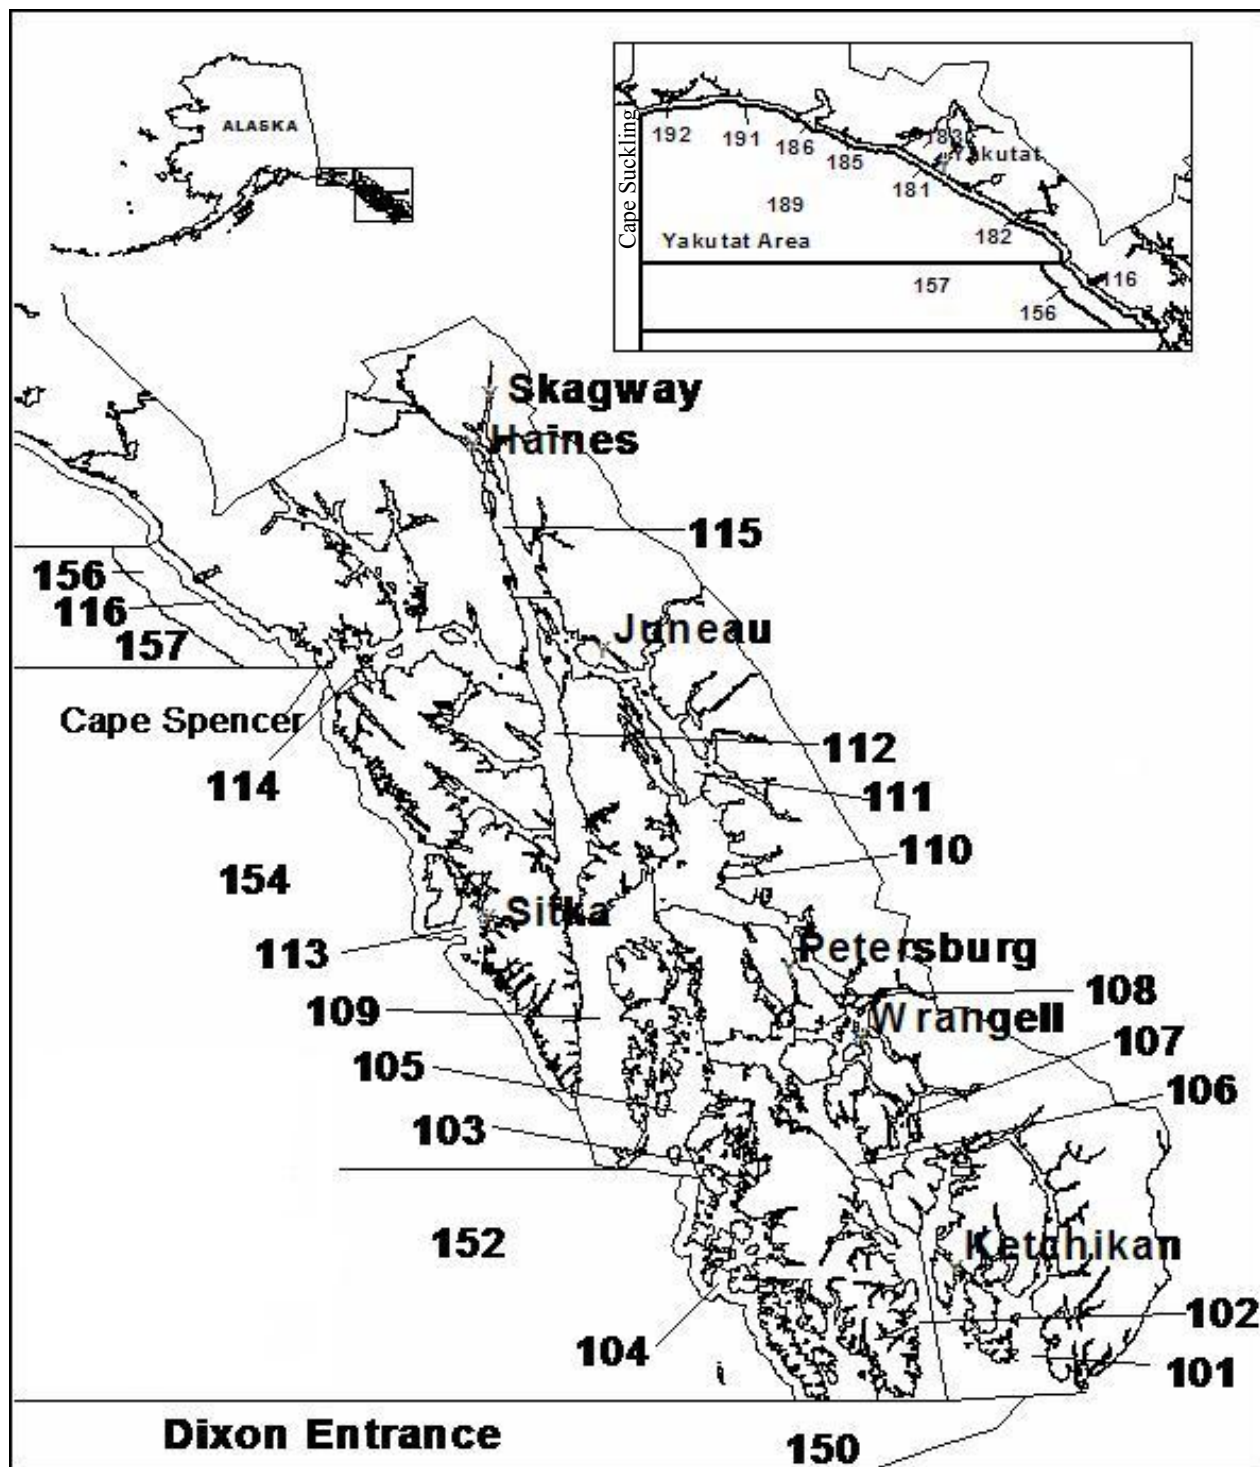 ALASKA
Cape Suckling
192
191
186
185
183
Yakutat
181
189
182
Yakutat Area
157
156
116
Skagway
Haines
115
156
116
157
Juneau
Cape Spencer
114
112
111
110
154
Sitka
113
Petersburg
109
108
Wrangell
107
105
106
103
152
Ketchikan
102
104
101
Dixon Entrance
150